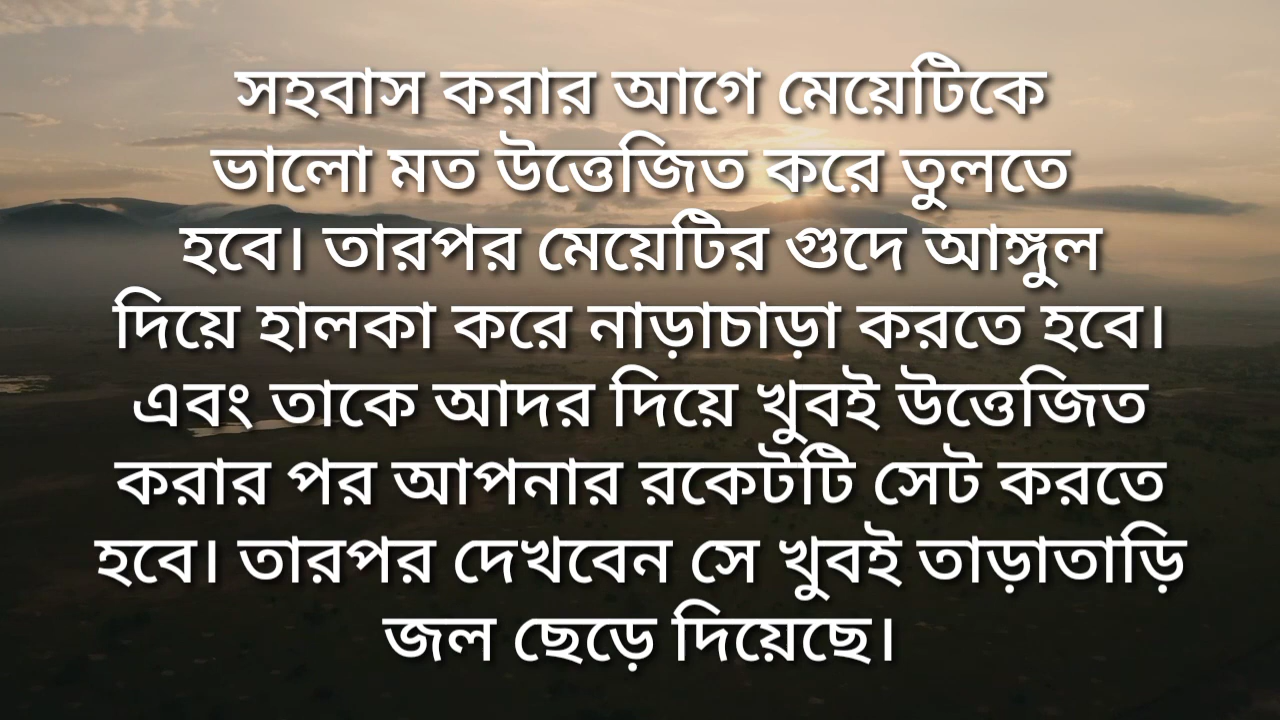 সহবাস করার আগে মেয়েটিকে
ভালো মত উত্তেজিত করে তুলতে
হবে। তারপর মেয়েটির গুদে আঙ্গুল
দিয়ে হালকা করে নাড়াচাড়া করতে হবে।
এবং তাকে আদর দিয়ে খুবই উত্তেজিত
করার পর আপনার রকেটটি সেট করতে
হবে। তারপর দেখবেন সে খুবই তাড়াতাড়ি
জল ছেড়ে দিয়েছে।